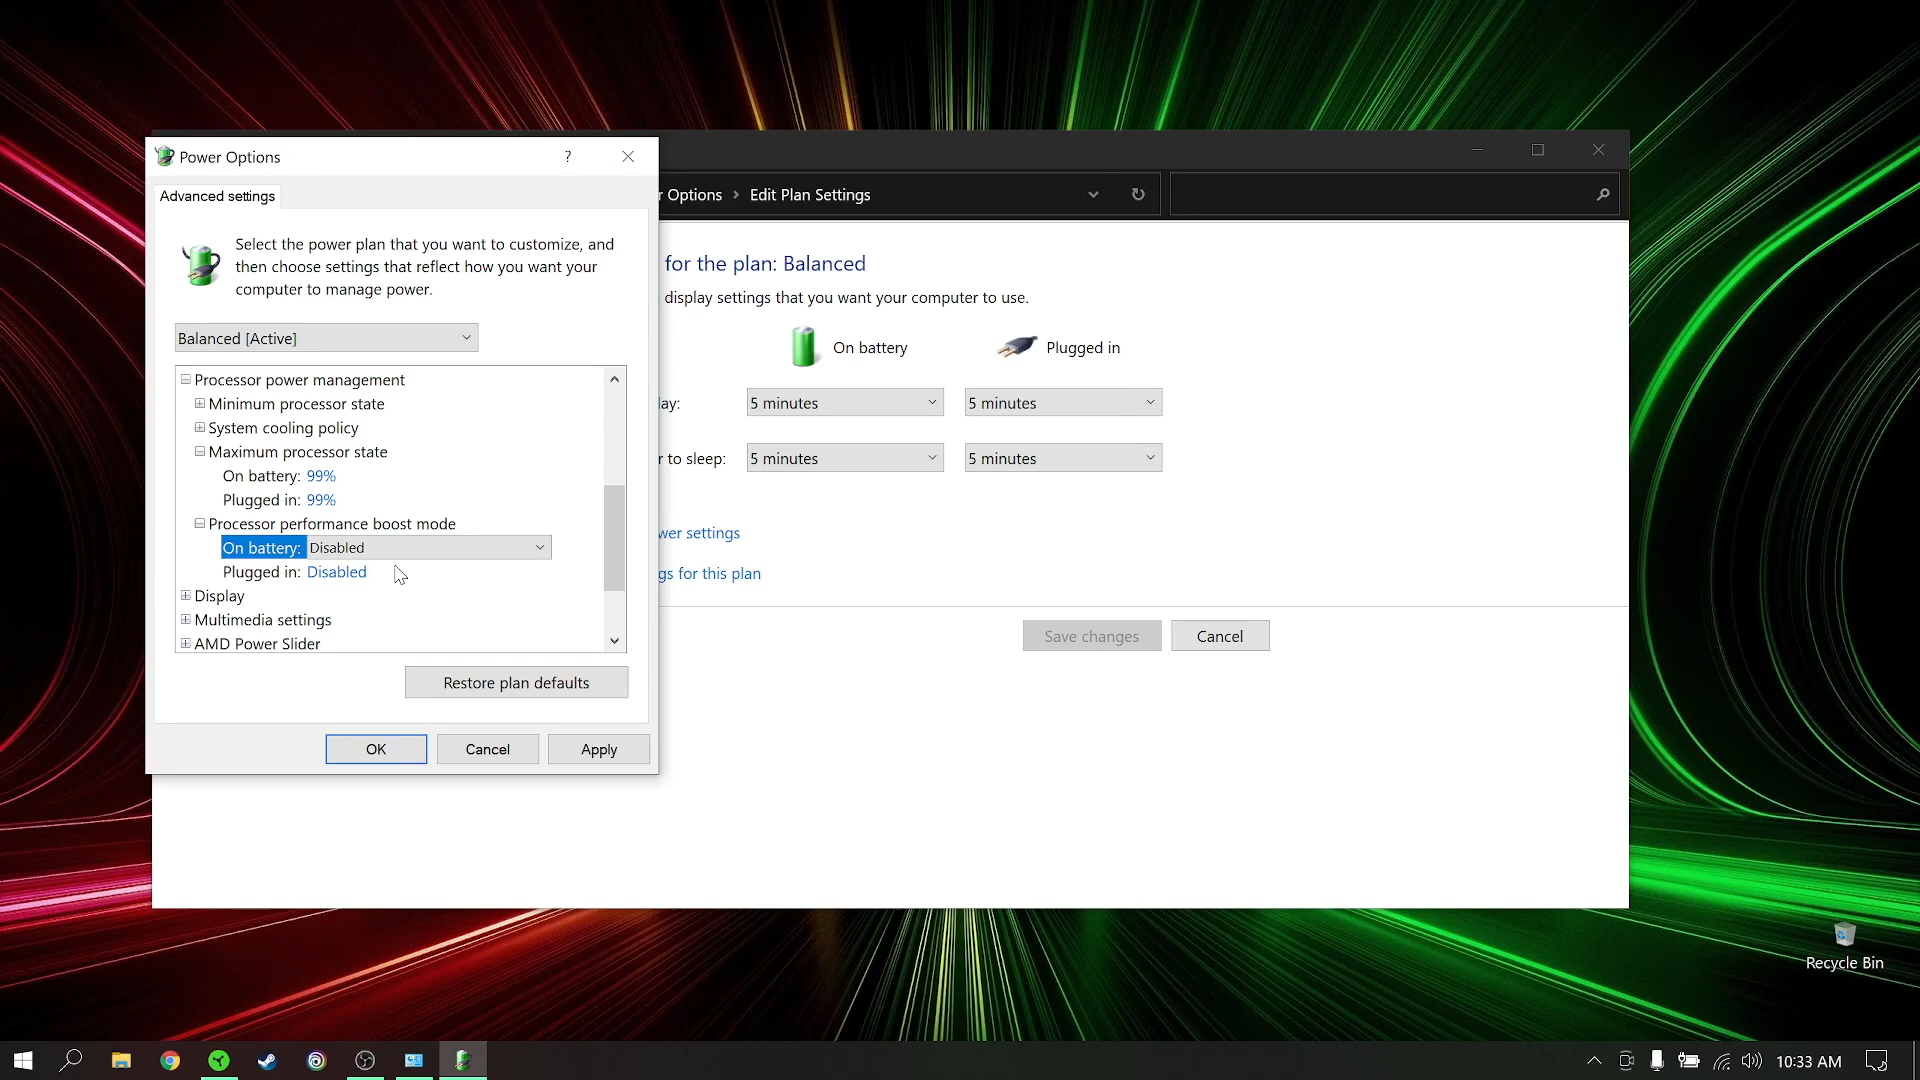 Power Options
?
Advanced settings
Select the power plan that you want to customize, and
then choose settings that reflect how you want your
computer to manage power.
Balanced [Active]
Processor power management
Minimum processor state
System cooling policy
Maximum processor state
On battery: 99%
Plugged in: 99%
Processor performance boost mode
On battery: Disabled
Plugged in: Disabled
Display
Multimedia settings
AMD Power Slider
Restore plan defaults
OK
Cancel
Apply
r Options > Edit Plan Settings
for the plan: Balanced
display settings that you want your computer to use.
On battery
Plugged in
lay:
5 minutes
5 minutes
r to sleep:
5 minutes
5 minutes
wer settings
gs for this plan
Save changes
Cancel
Recycle Bin
10:33 AM